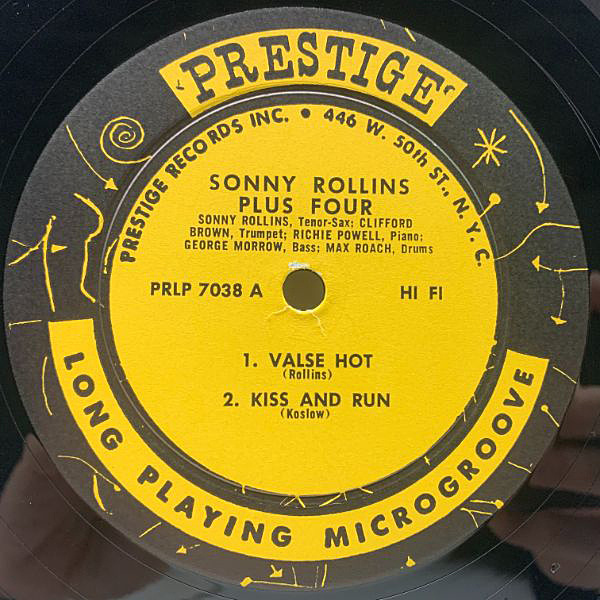 'PRESTIGE'
PRESTIGE RECORDS INC. • 446 W. 50th ST., N.Y.C.
SONNY ROLLINS
PLUS FOUR
SONNY ROLLINS, Tenor-Sax; CLIFFORD
BROWN, Trumpet; RICHIE POWELL, Piano;
GEORGE MORROW, Bass; MAX ROACH, Drums
PRLP 7038 A HI FI
1. VALSE HOT
(Rollins)
2. KISS AND RUN
(Koslow)
LONG PLAYING MICROGROOVE